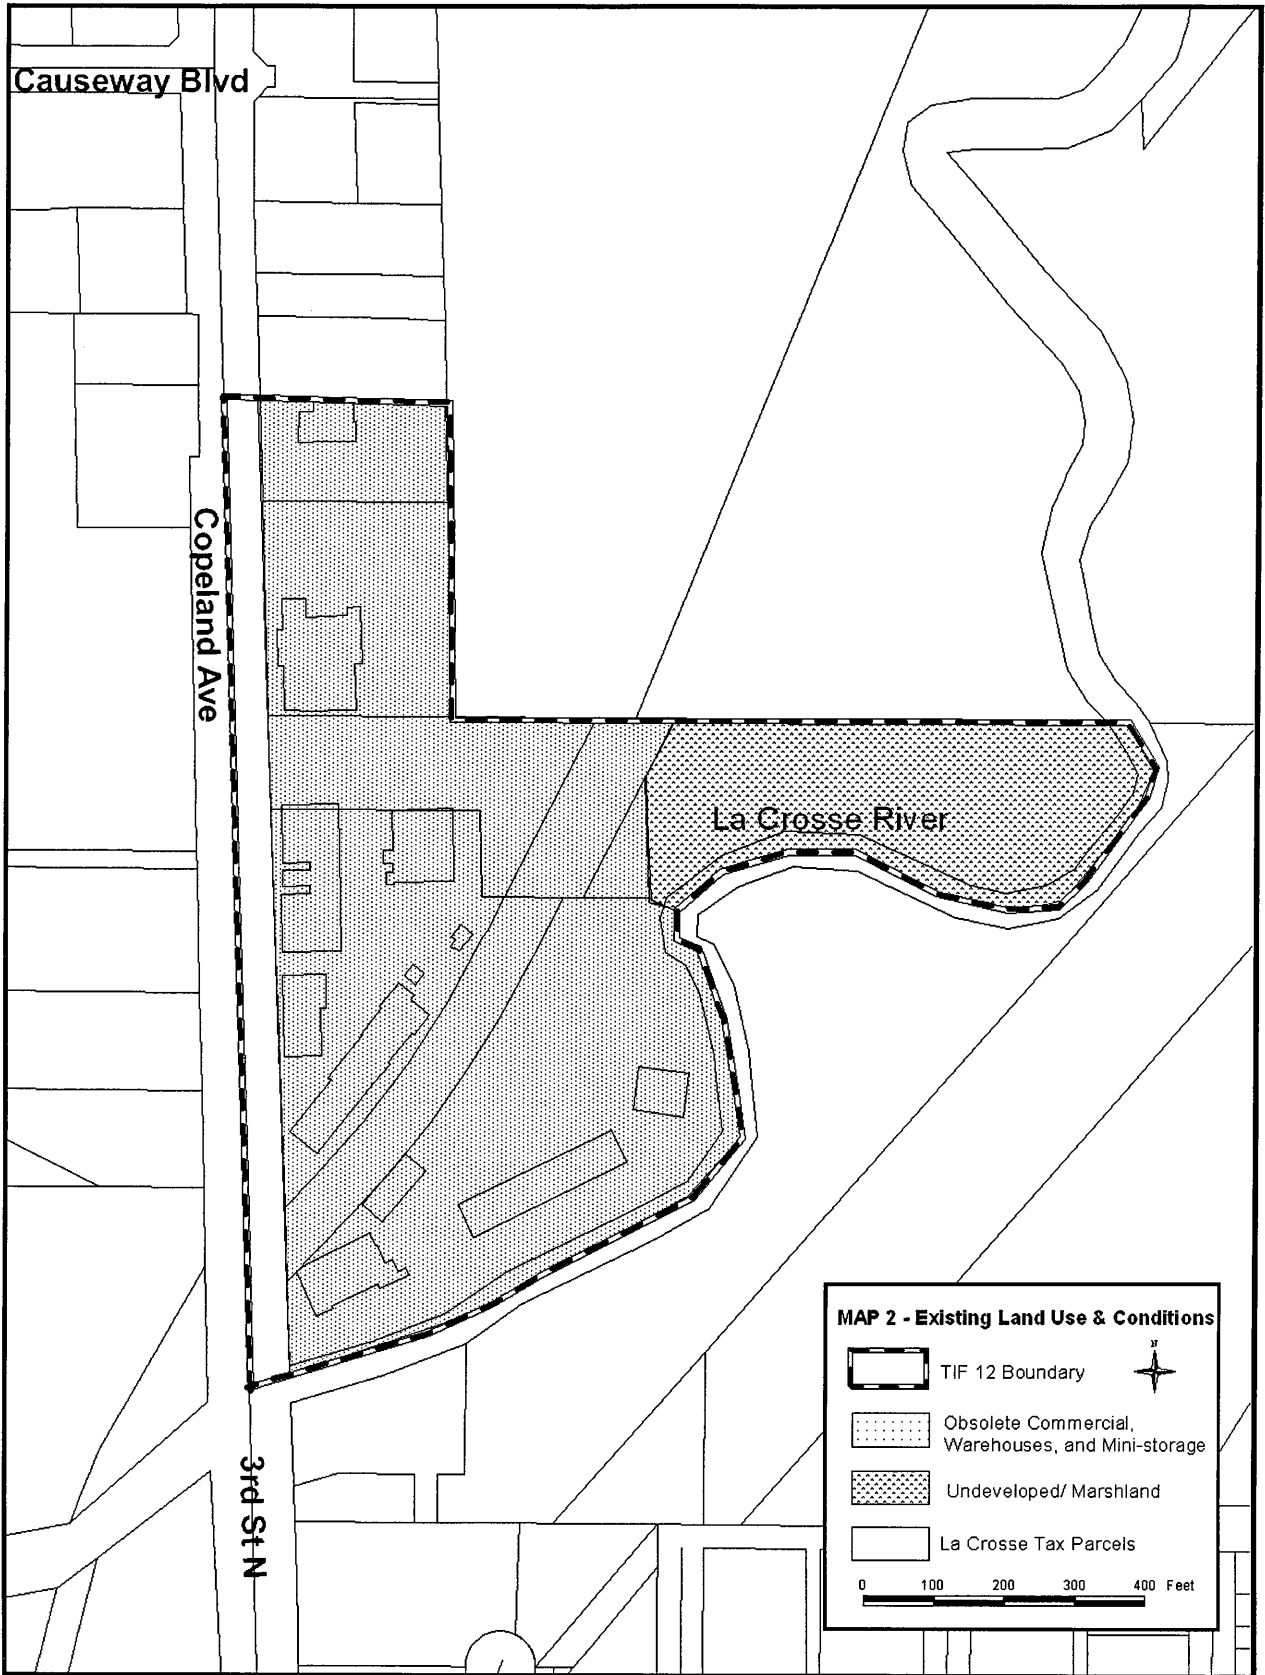 Causeway Blvd
Copeland Ave
La Crosse River
3rd St N
MAP 2 - Existing Land Use & Conditions
N
TIF 12 Boundary
Obsolete Commercial,
Warehouses, and Mini-storage
Undeveloped/ Marshland
La Crosse Tax Parcels
0 100 200 300 400 Feet